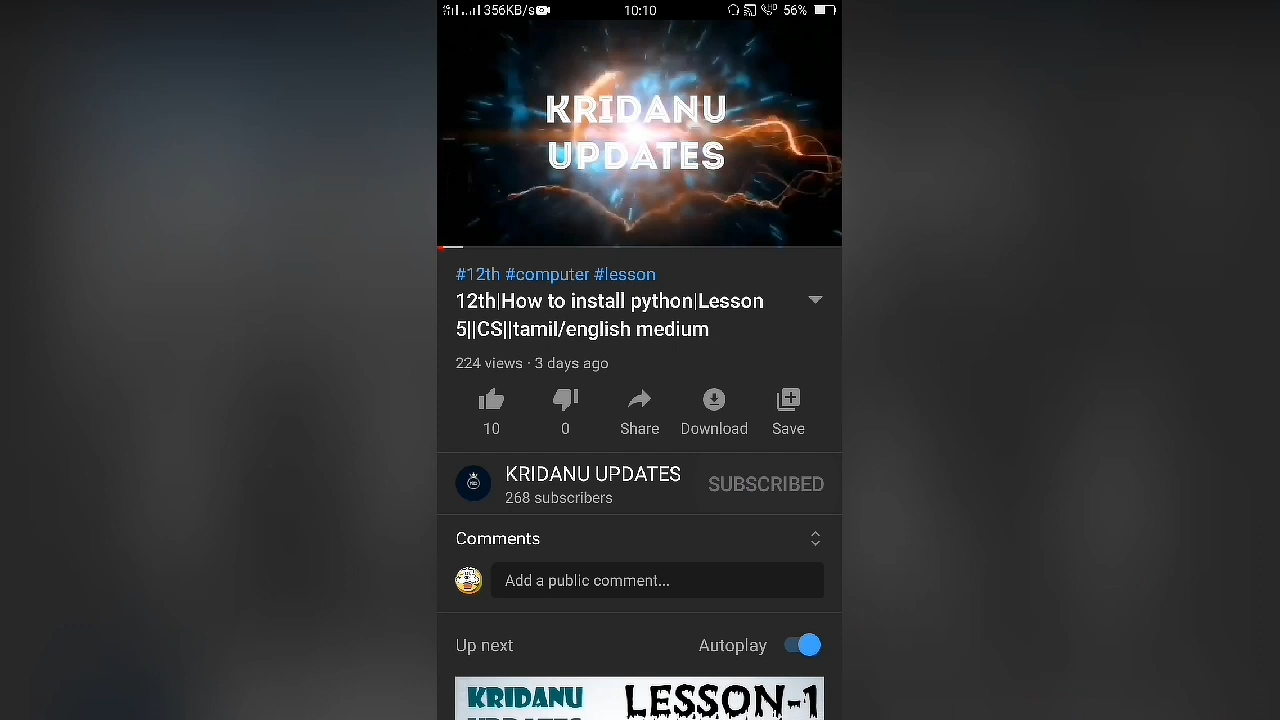 356KB/s 10:10 56%
KRIDANU
UPDATES
#12th #computer #lesson
12th|How to install python|Lesson
5||CS||tamil/english medium
224 views · 3 days ago
10 0 Share Download Save
KRIDANU UPDATES
268 subscribers
SUBSCRIBED
Comments
Add a public comment...
Up next Autoplay
KRIDANU LESSON-1
UPDATES